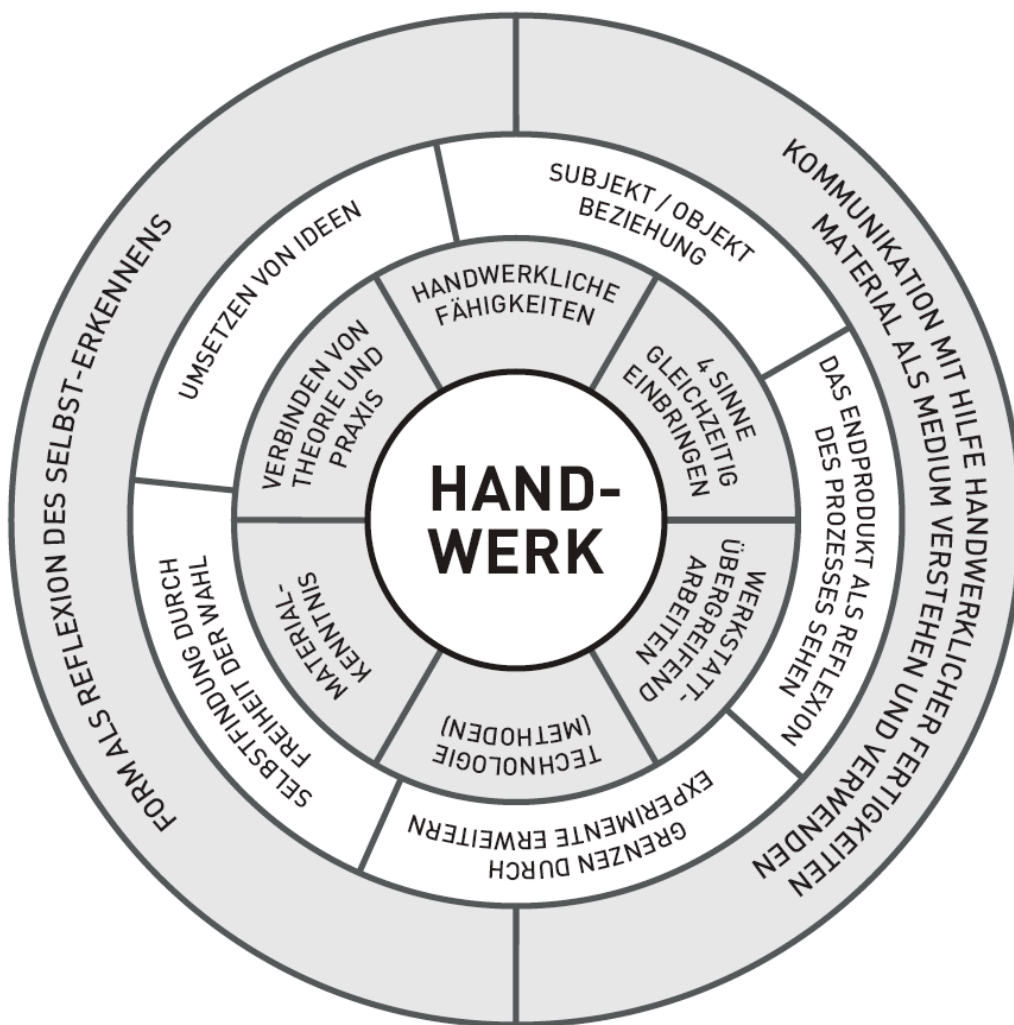 HAND-
WERK
HANDWERKLICHE
FÄHIGKEITEN
4 SINNE
GLEICHZEITIG
EINBRINGEN
WERKSTATT-
ÜBERGREIFEND
ARBEITEN
TECHNOLOGIE
(METHODEN)
MATERIAL-
KENNTNIS
VERBINDEN VON
THEORIE UND
PRAXIS
SUBJEKT / OBJEKT
BEZIEHUNG
DAS ENDPRODUKT ALS REFLEXION
DES PROZESSES SEHEN
GRENZEN DURCH
EXPERIMENTE ERWEITERN
SELBSTFINDUNG DURCH
FREIHEIT DER WAHL
UMSETZEN VON IDEEN
KOMMUNIKATION MIT HILFE HANDWERKLICHER FERTIGKEITEN
MATERIAL ALS MEDIUM VERSTEHEN UND VERWENDEN
FORM ALS REFLEXION DES SELBST-ERKENNENS